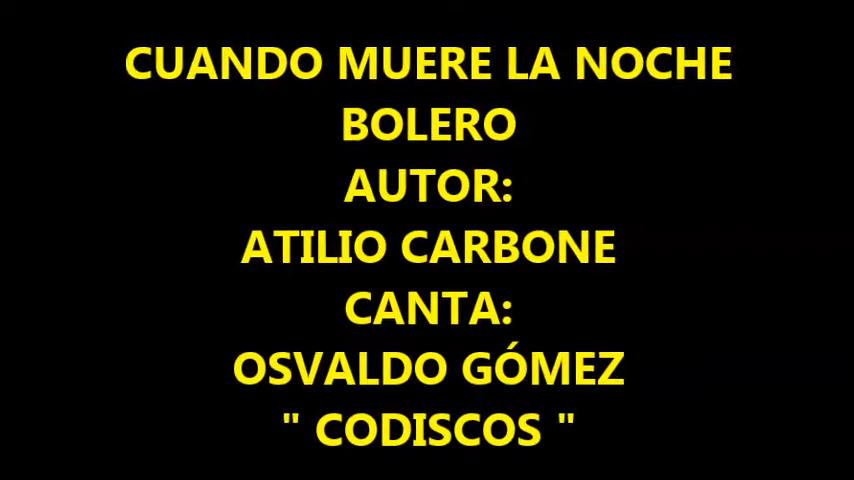 CUANDO MUERE LA NOCHE
BOLERO
AUTOR:
ATILIO CARBONE
CANTA:
OSVALDO GÓMEZ
" CODISCOS "